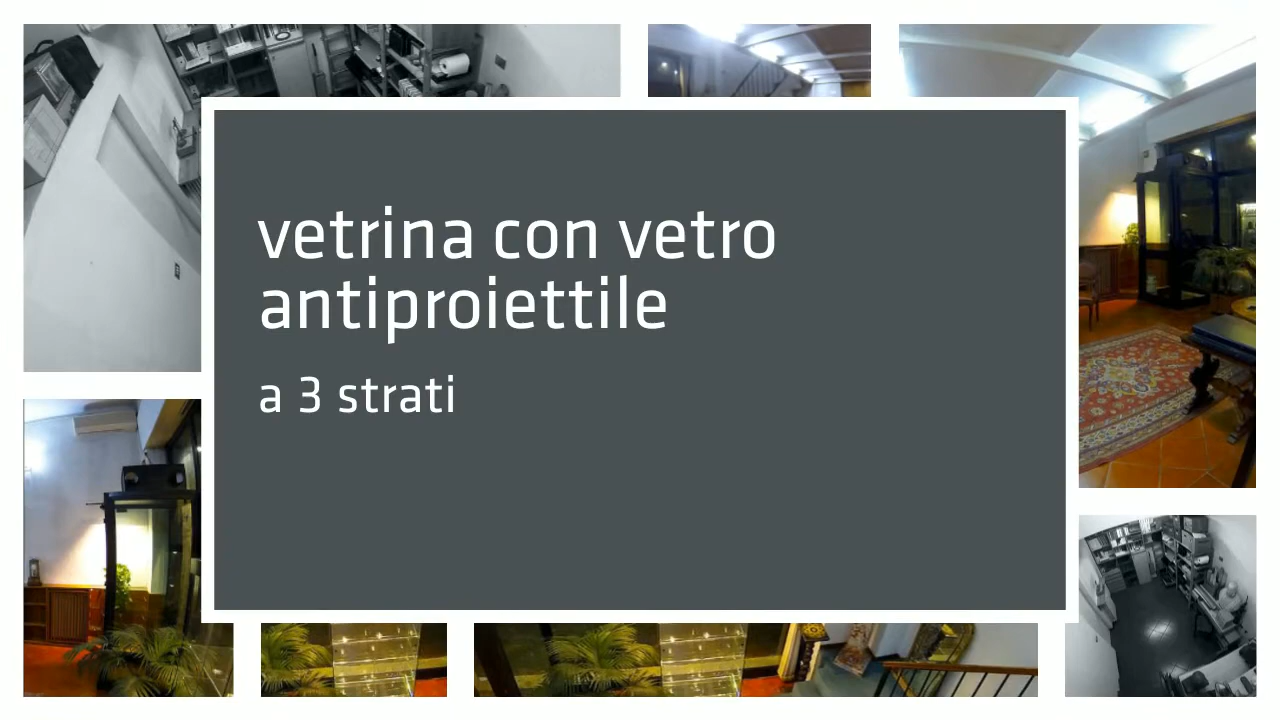 vetrina con vetro
antiproiettile
a 3 strati